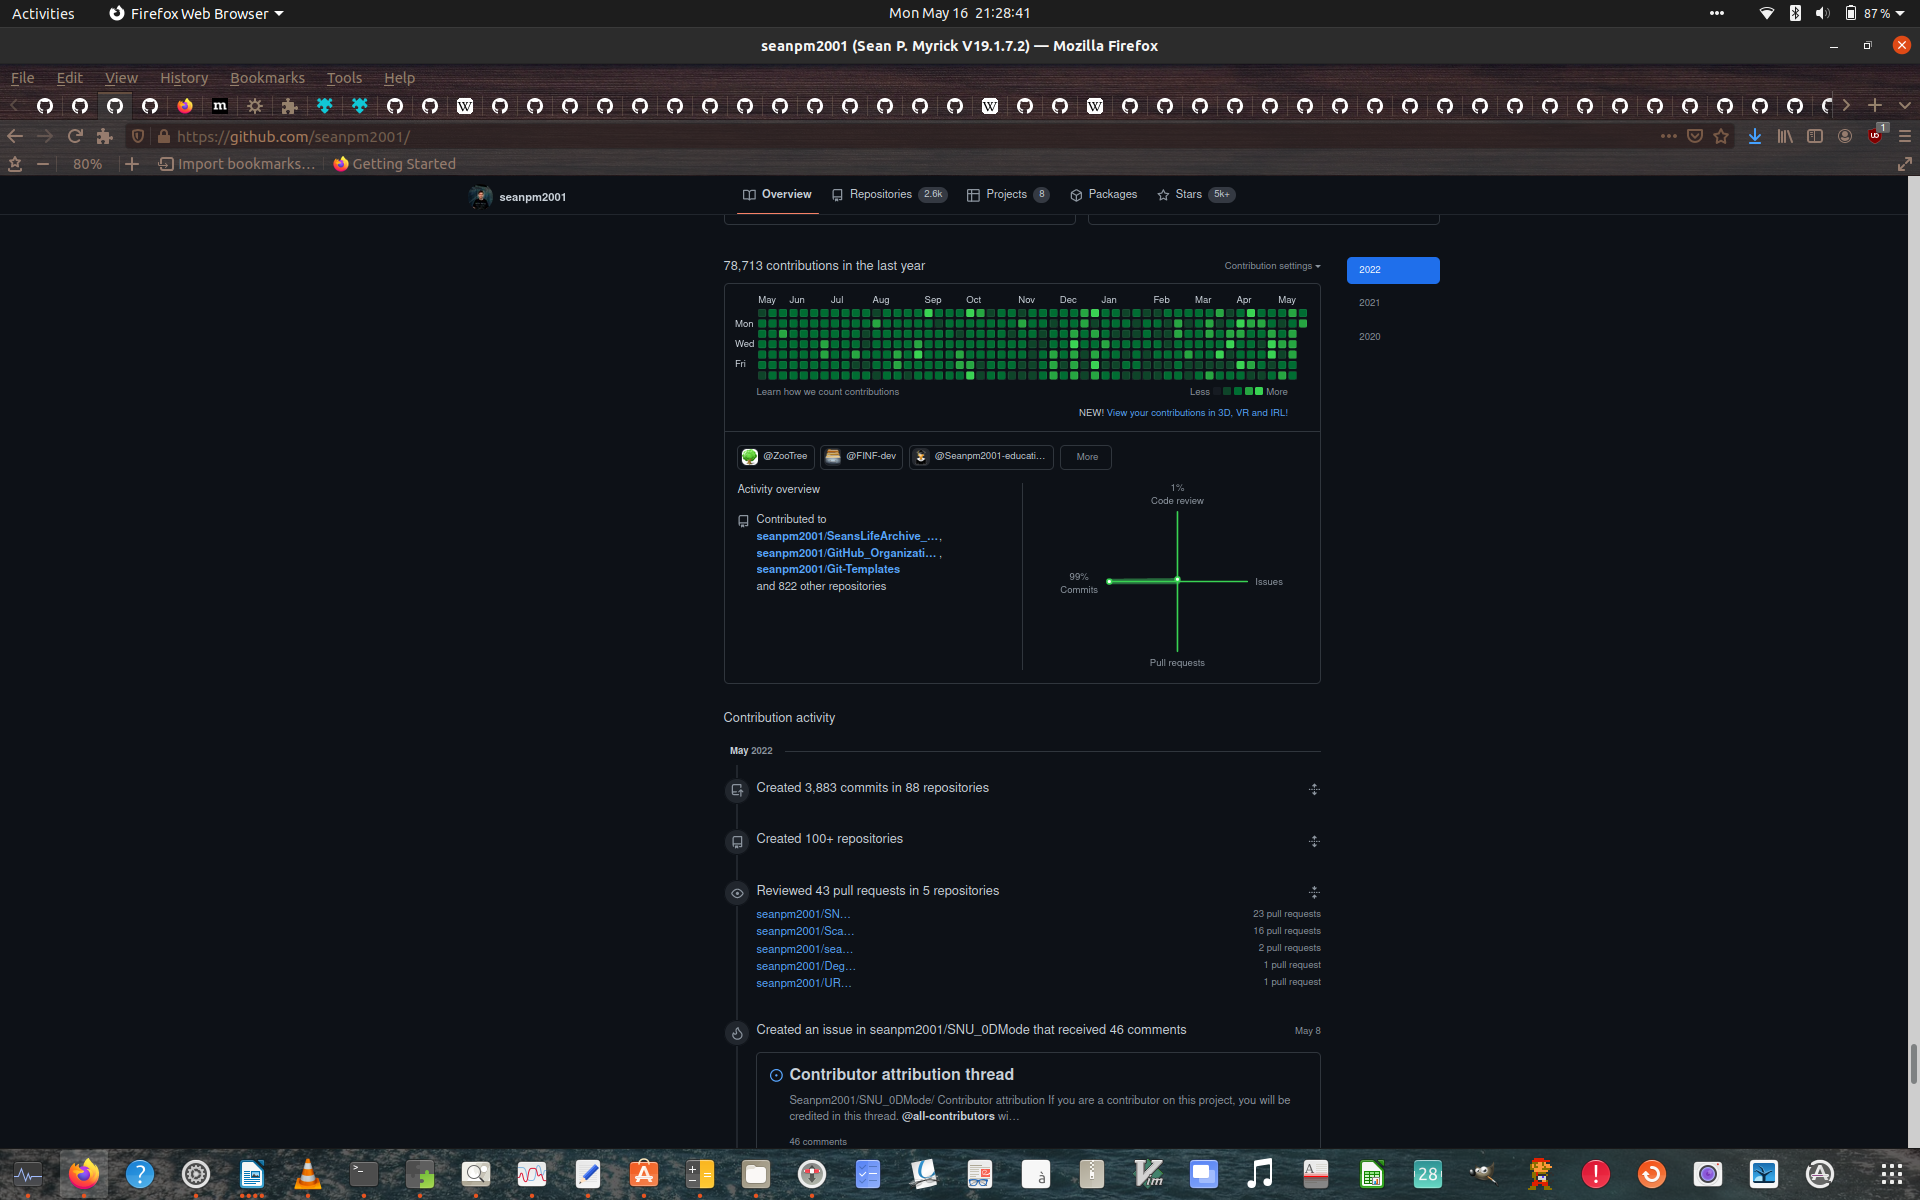 Activities
Firefox Web Browser
Mon May 16 21:28:41
87 %
seanpm2001 (Sean P. Myrick V19.1.7.2) — Mozilla Firefox
File Edit View History Bookmarks Tools Help
https://github.com/seanpm2001/
1
80%
Import bookmarks...
Getting Started
seanpm2001
Overview
Repositories 2.6k
Projects 8
Packages
Stars 5k+
78,713 contributions in the last year
Contribution settings
2022
2021
2020
May Jun Jul Aug Sep Oct Nov Dec Jan Feb Mar Apr May
Mon
Wed
Fri
Learn how we count contributions
Less More
NEW! View your contributions in 3D, VR and IRL!
@ZooTree
@FINF-dev
@Seanpm2001-educati...
More
Activity overview
Contributed to
seanpm2001/SeansLifeArchive_...,
seanpm2001/GitHub_Organizati... ,
seanpm2001/Git-Templates
and 822 other repositories
1%
Code review
99%
Commits
Issues
Pull requests
Contribution activity
May 2022
Created 3,883 commits in 88 repositories
Created 100+ repositories
Reviewed 43 pull requests in 5 repositories
seanpm2001/SN... 23 pull requests
seanpm2001/Sca... 16 pull requests
seanpm2001/sea... 2 pull requests
seanpm2001/Deg... 1 pull request
seanpm2001/UR... 1 pull request
Created an issue in seanpm2001/SNU_0DMode that received 46 comments
May 8
Contributor attribution thread
Seanpm2001/SNU_0DMode/ Contributor attribution If you are a contributor on this project, you will be
credited in this thread. @all-contributors wi...
46 comments
28